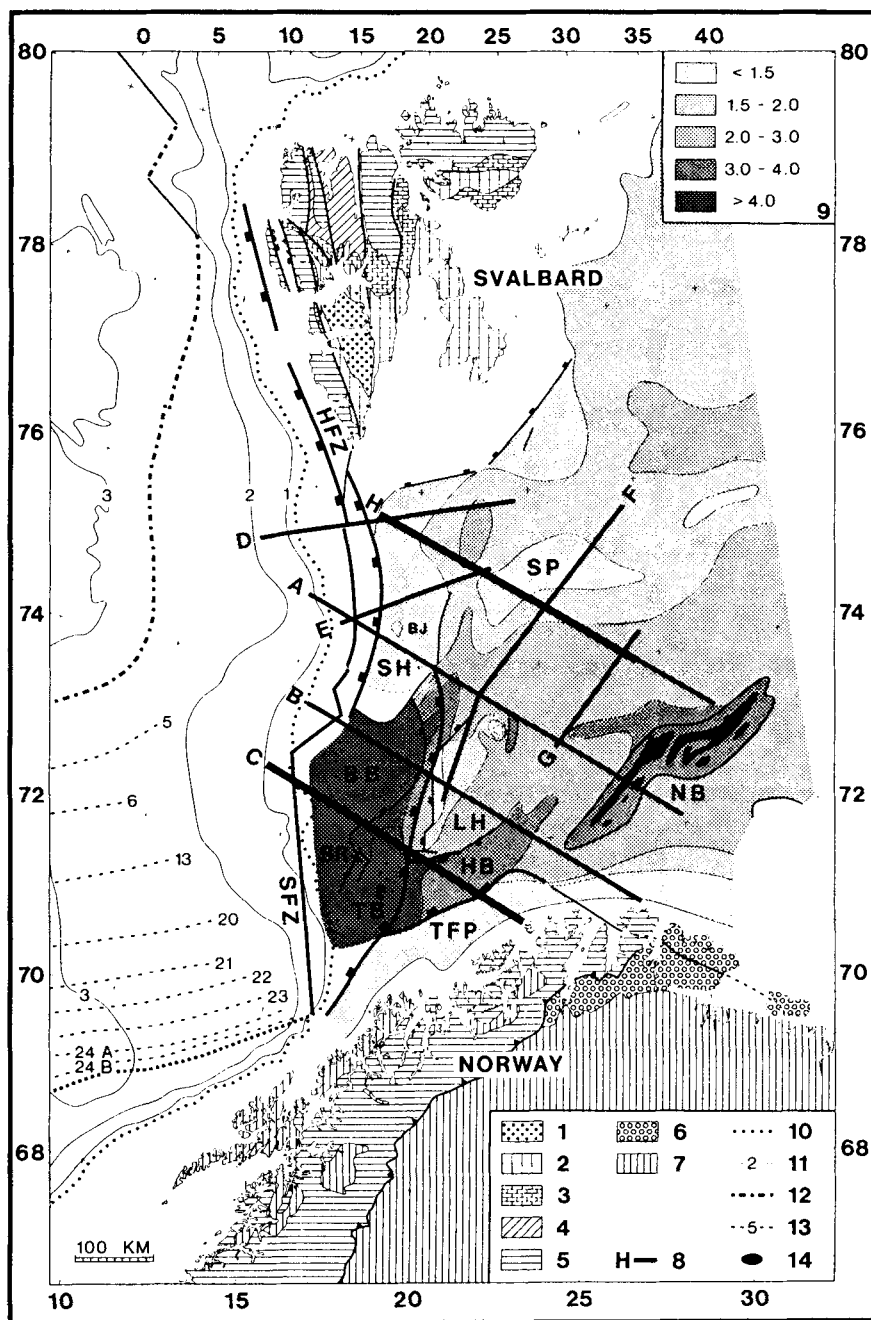 0 10 15 20 25 30 35 40
80 80
< 1.5
1.5 - 2.0
2.0 - 3.0
3.0 - 4.0
> 4.0
9
78 78
SVALBARD
76 76
HFZ
3 2 1
H
F
D
SP
A
74 74
E
BJ
SH
B
5
C
G
BB
NB
72 72
6
LH
13
HB
SFZ
TB
20
TFP
21
70 70
22
3
23
24 A
24 B
NORWAY
1 6 10
68 68
2 7 2 11
3 12
4 5 13
100 KM
5 H 8 14
10 15 20 25 30